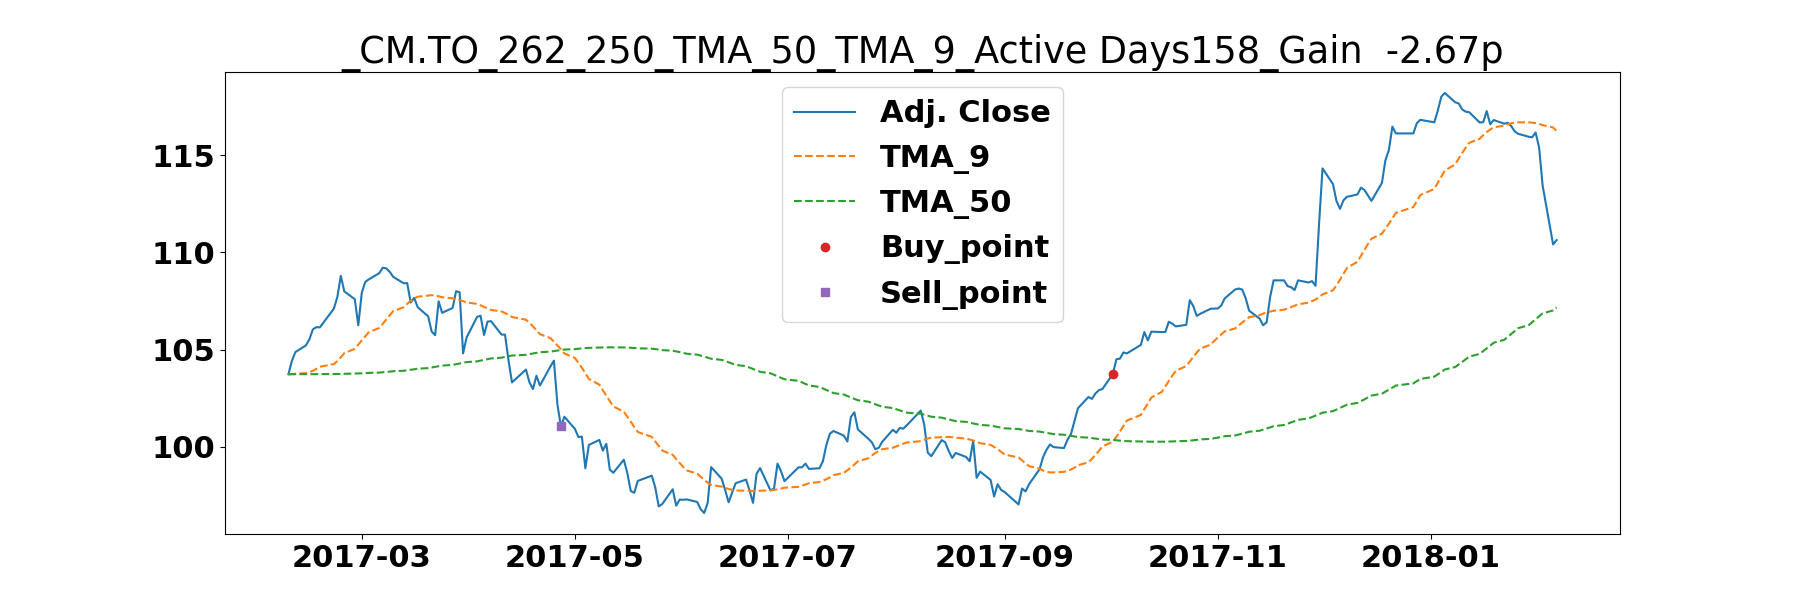 _CM.TO_262_250_TMA_50_TMA_9_Active Days158_Gain  -2.67p
Adj. Close
TMA_9
TMA_50
Buy_point
Sell_point
115
110
105
100
2017-03 2017-05 2017-07 2017-09 2017-11 2018-01